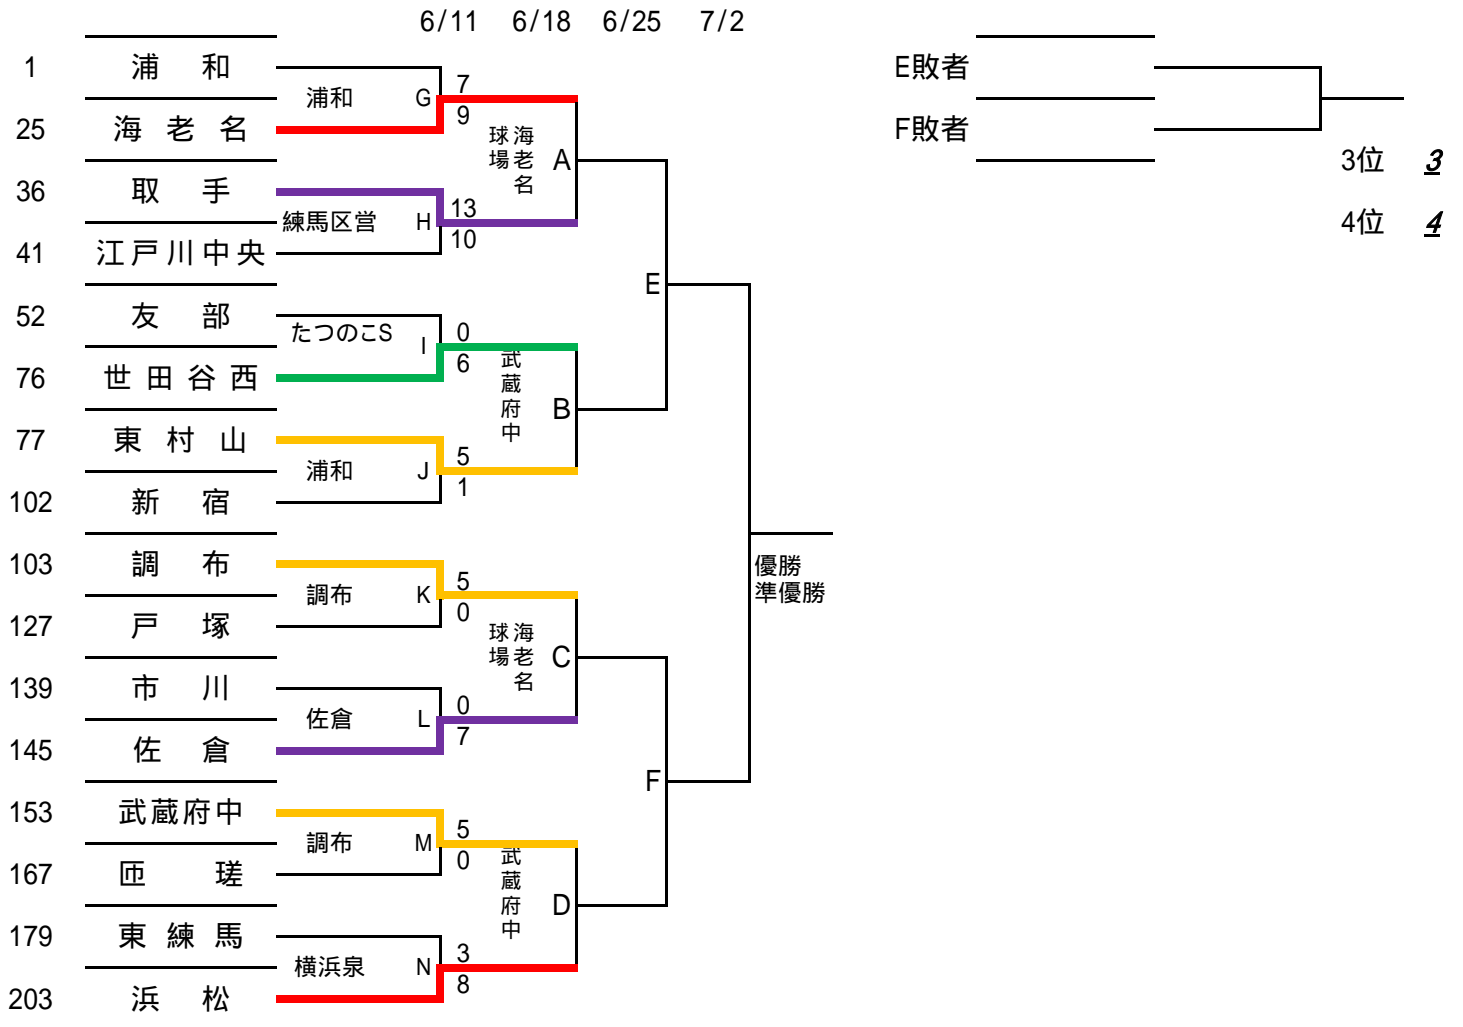 6/11 6/18 6/25 7/2
1 浦和
浦和 G 7 9
25 海老名
海老名球場 A
36 取手
練馬区営 H 13 10
41 江戸川中央
E
52 友部
たつのこS I 0 6
76 世田谷西
武蔵府中 B
77 東村山
浦和 J 5 1
102 新宿
優勝
準優勝
103 調布
調布 K 5 0
127 戸塚
海老名球場 C
139 市川
佐倉 L 0 7
145 佐倉
F
153 武蔵府中
調布 M 5 0
167 匝瑳
武蔵府中 D
179 東練馬
横浜泉 N 3 8
203 浜松
E敗者
F敗者
3位 3
4位 4